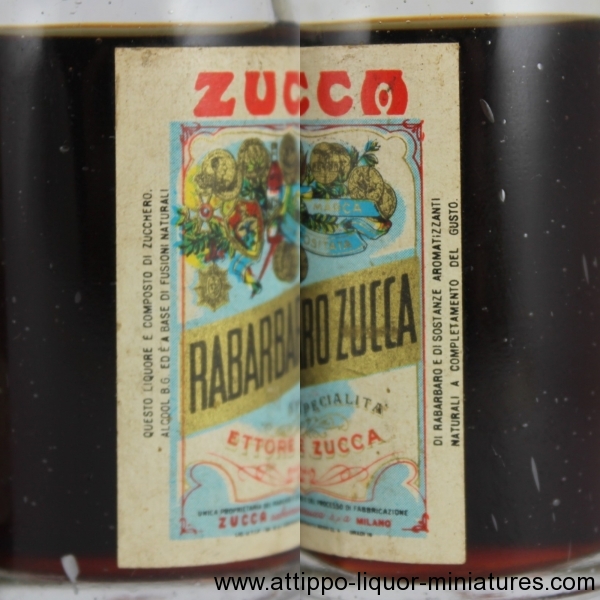 ZUCCA
MARCA
RABARBARO ZUCCA
SPECIALITÀ
ETTORE ZUCCA
UNICA PROPRIETARIA DEL PROCESSO DI FABBRICAZIONE
ZUCCA MILANO
QUESTO LIQUORE E COMPOSTO DI ZUCCHERO.
ALCOOL B.G. ED È A BASE DI FUSIONI NATURALI
DI RABARBARO E DI SOSTANZE AROMATIZZANTI
NATURALI A COMPLETAMENTO DEL GUSTO.
www.attippo-liquor-miniatures.com